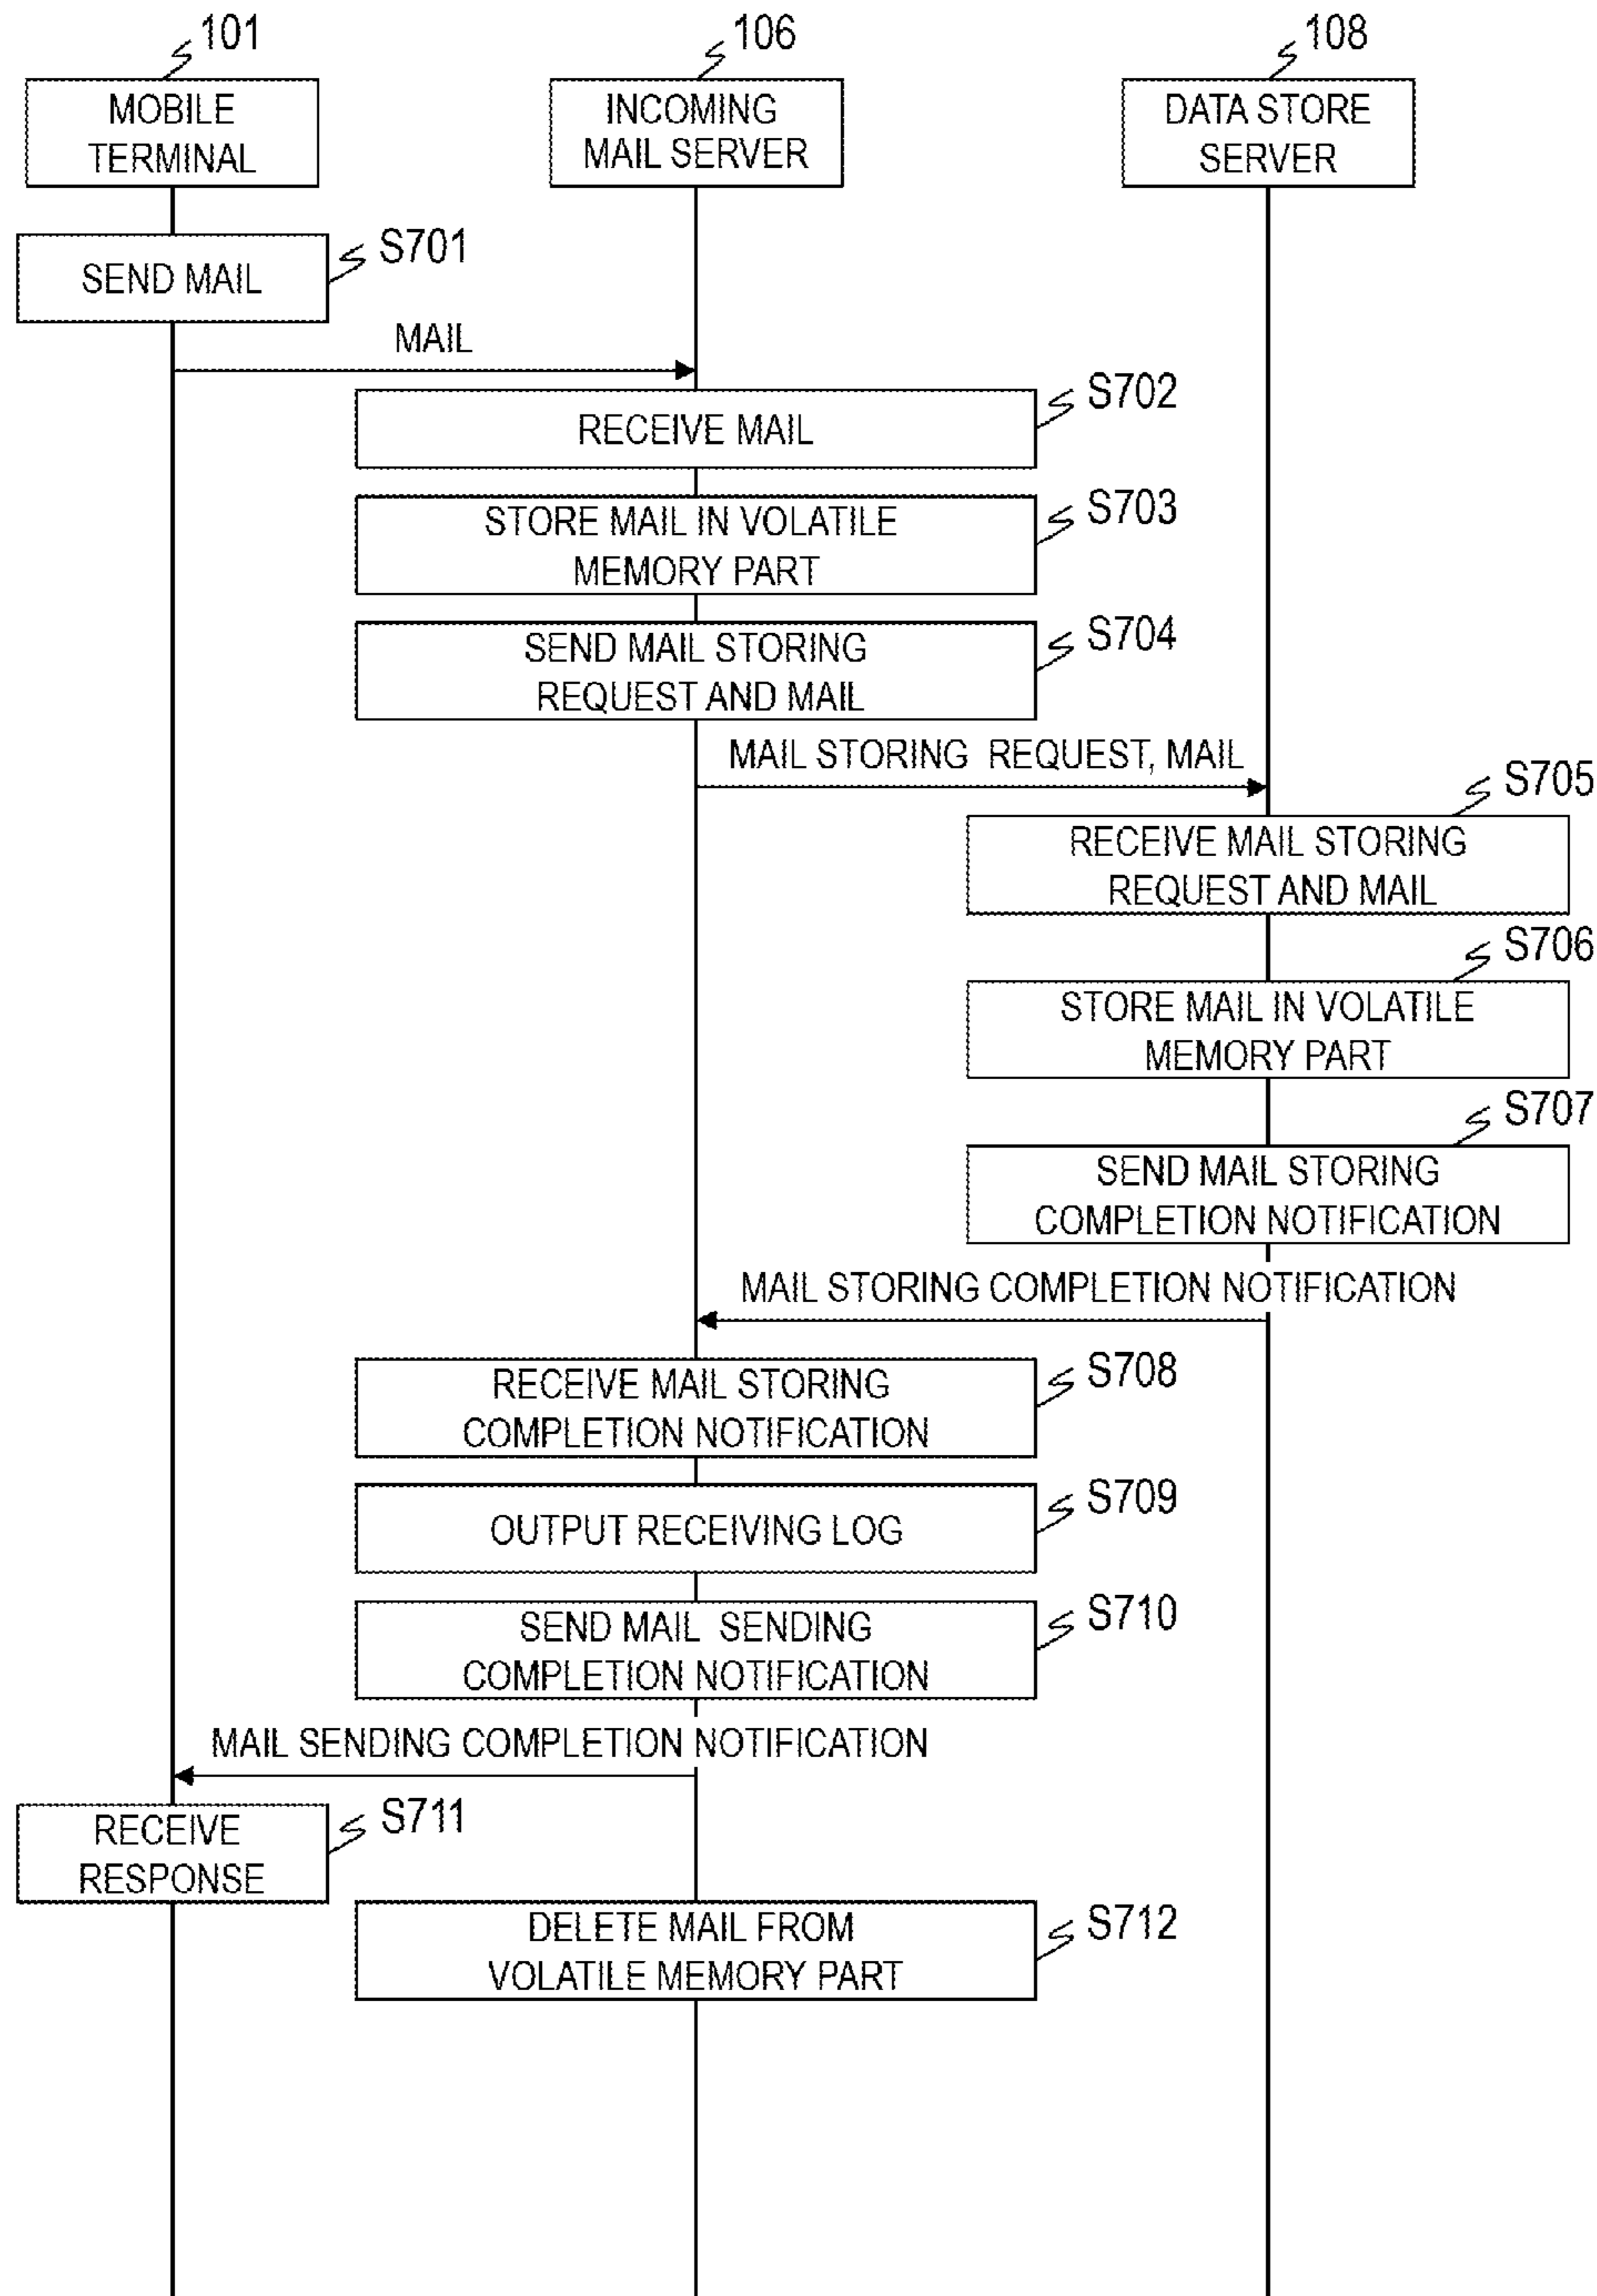 101
106
108
MOBILE
TERMINAL
INCOMING
MAIL SERVER
DATA STORE
SERVER
S701
SEND MAIL
MAIL
S702
RECEIVE MAIL
S703
STORE MAIL IN VOLATILE
MEMORY PART
S704
SEND MAIL STORING
REQUEST AND MAIL
MAIL STORING REQUEST, MAIL
S705
RECEIVE MAIL STORING
REQUEST AND MAIL
S706
STORE MAIL IN VOLATILE
MEMORY PART
S707
SEND MAIL STORING
COMPLETION NOTIFICATION
MAIL STORING COMPLETION NOTIFICATION
S708
RECEIVE MAIL STORING
COMPLETION NOTIFICATION
S709
OUTPUT RECEIVING LOG
S710
SEND MAIL SENDING
COMPLETION NOTIFICATION
MAIL SENDING COMPLETION NOTIFICATION
S711
RECEIVE
RESPONSE
S712
DELETE MAIL FROM
VOLATILE MEMORY PART